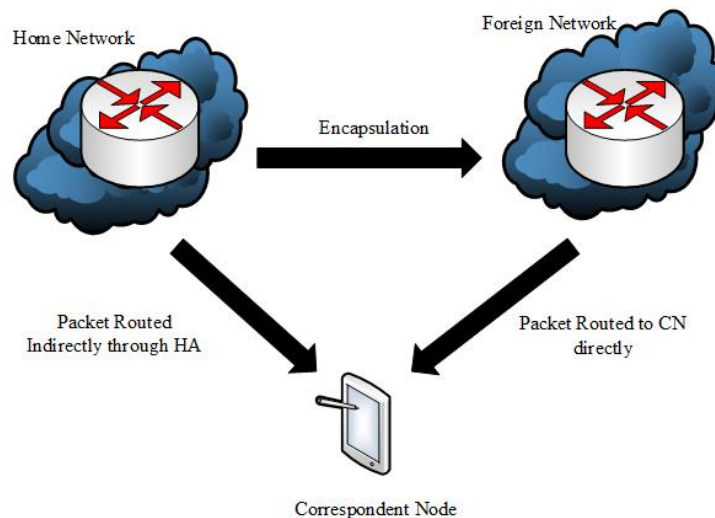 Home Network
Foreign Network
Encapsulation
Packet Routed
Indirectly through HA
Packet Routed to CN
directly
Correspondent Node